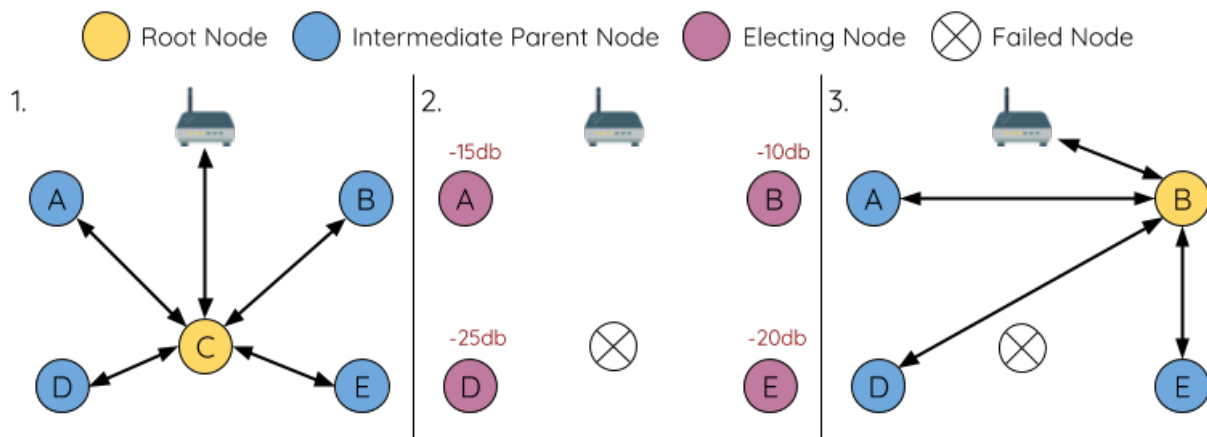 Root Node Intermediate Parent Node Electing Node Failed Node
1. 2. 3.
-15db -10db
A B A B A B
C
-25db -20db
D E D E D E